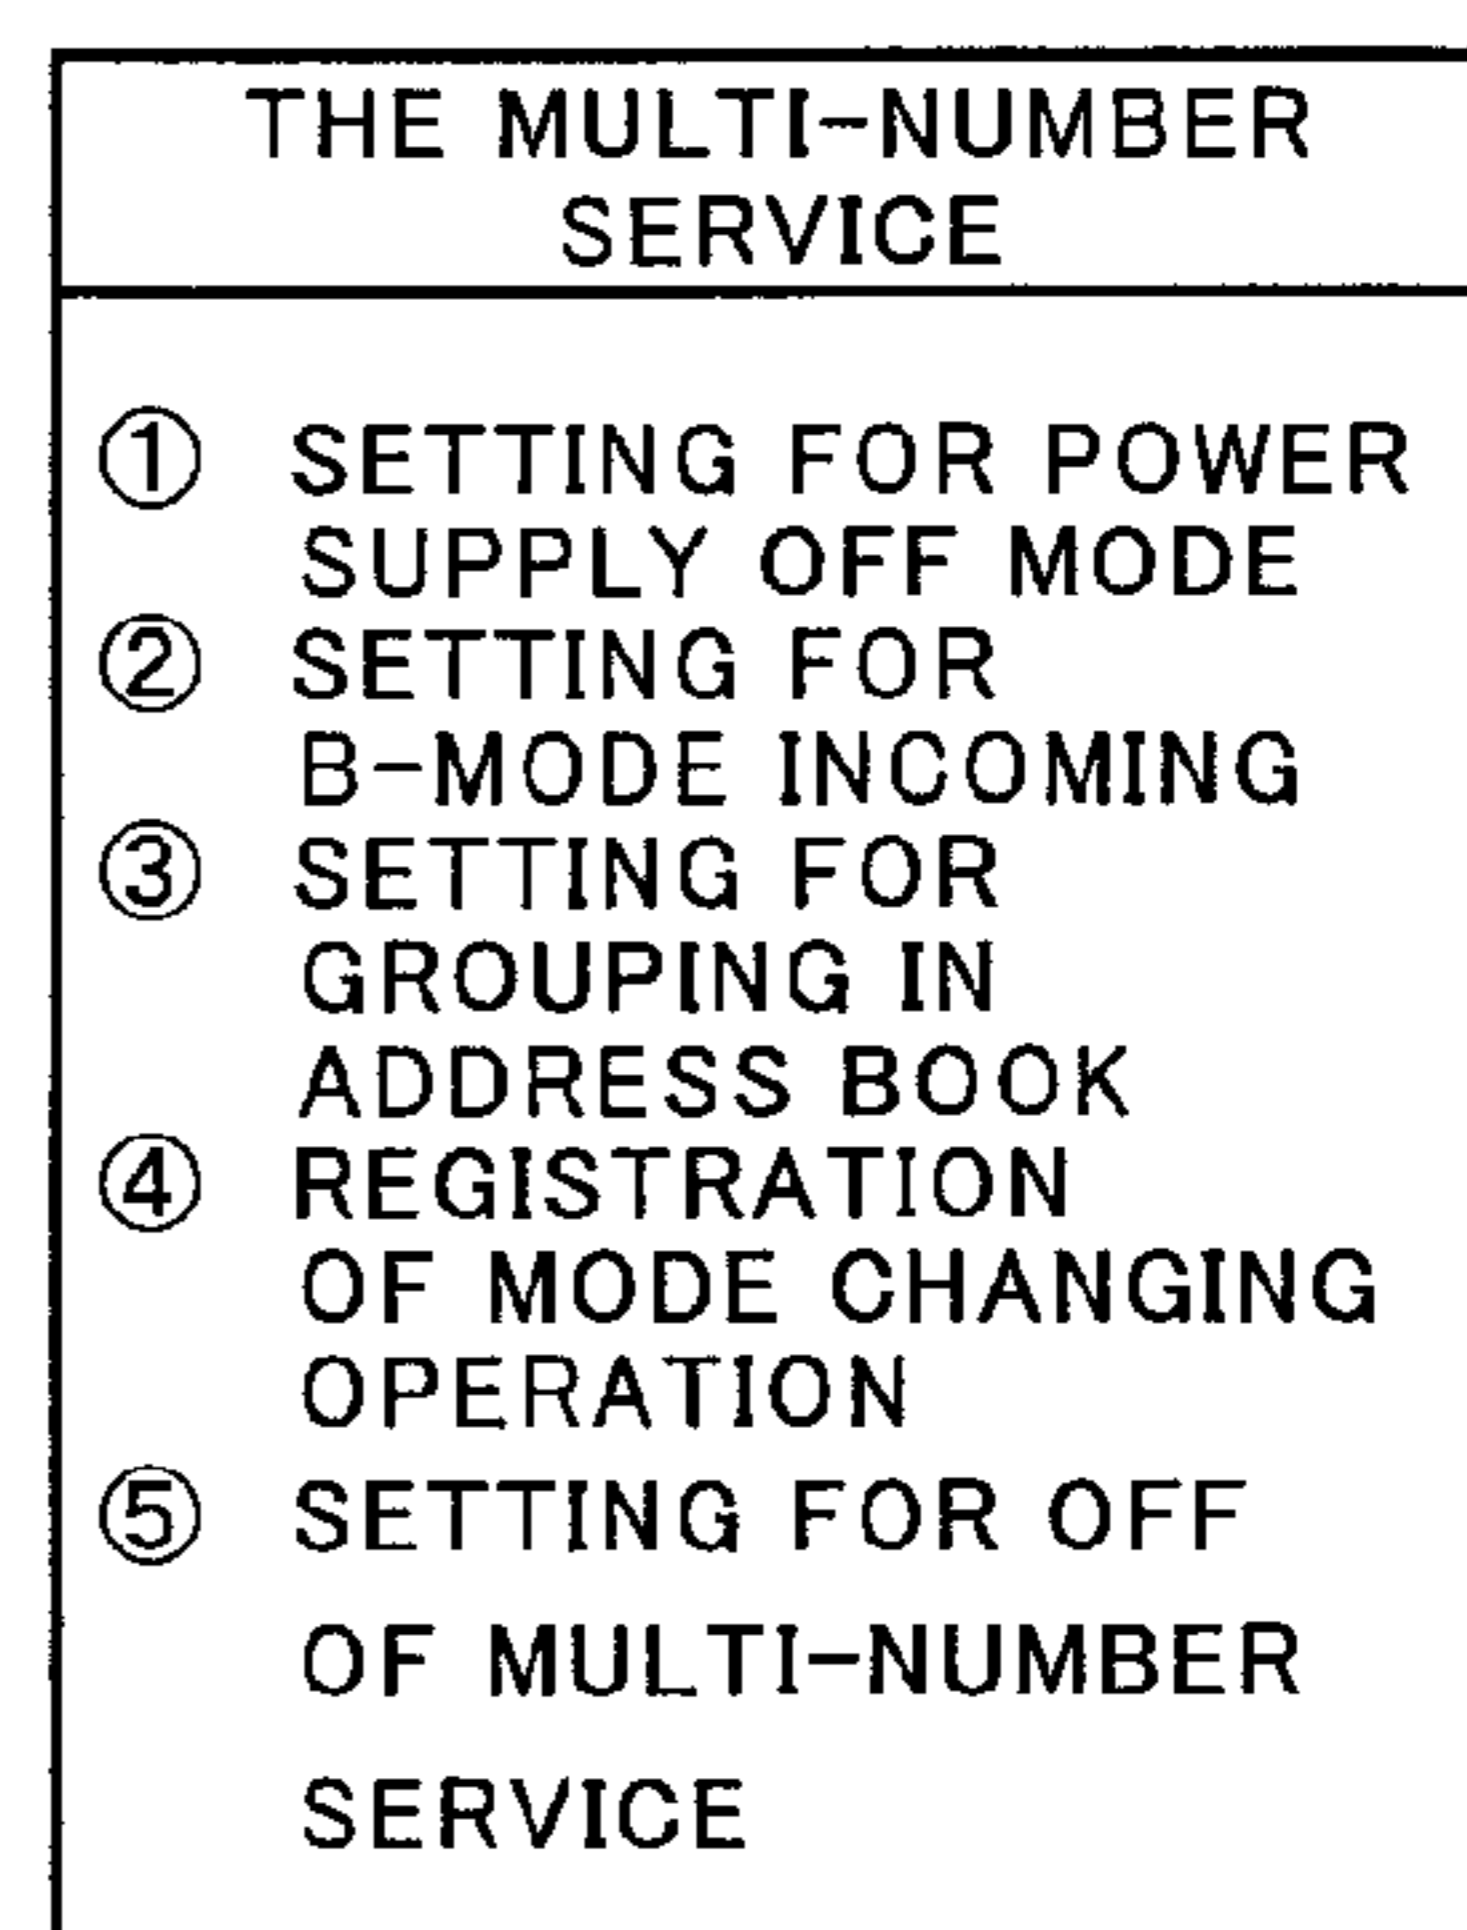 THE MULTI-NUMBER
SERVICE
① SETTING FOR POWER
SUPPLY OFF MODE
② SETTING FOR
B-MODE INCOMING
③ SETTING FOR
GROUPING IN
ADDRESS BOOK
④ REGISTRATION
OF MODE CHANGING
OPERATION
⑤ SETTING FOR OFF
OF MULTI-NUMBER
SERVICE